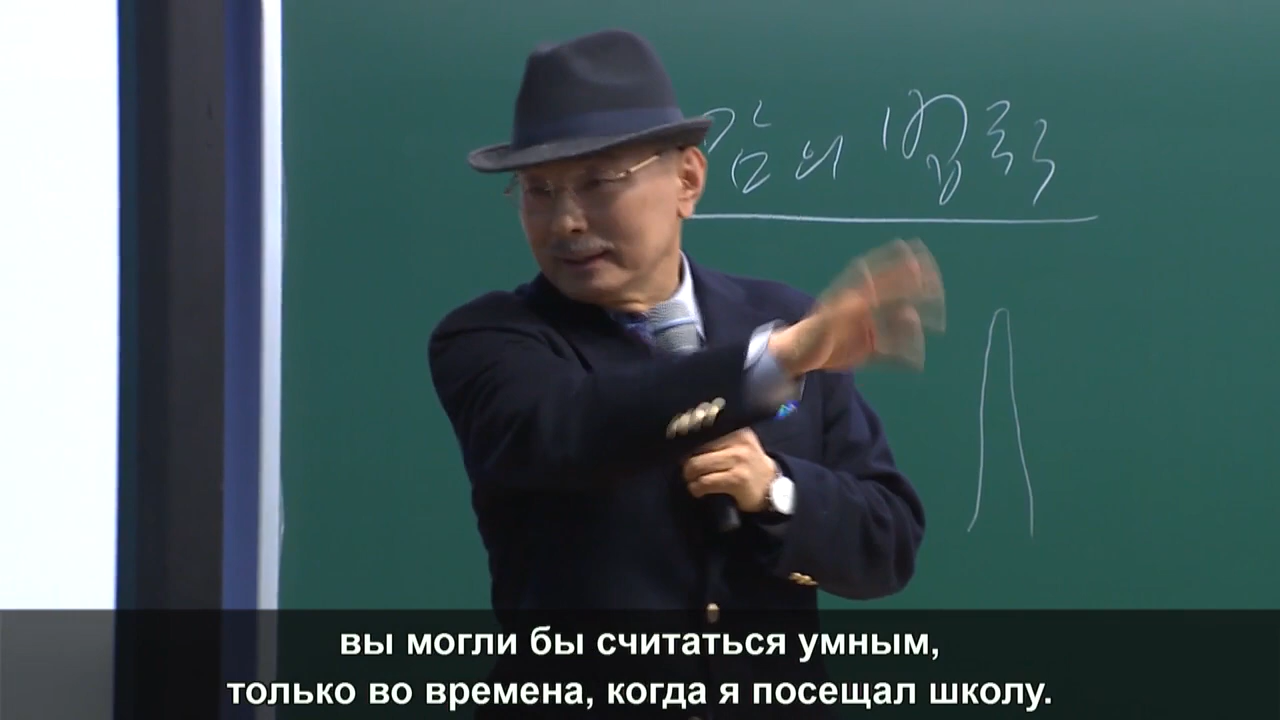 вы могли бы считаться умным,
только во времена, когда я посещал школу.